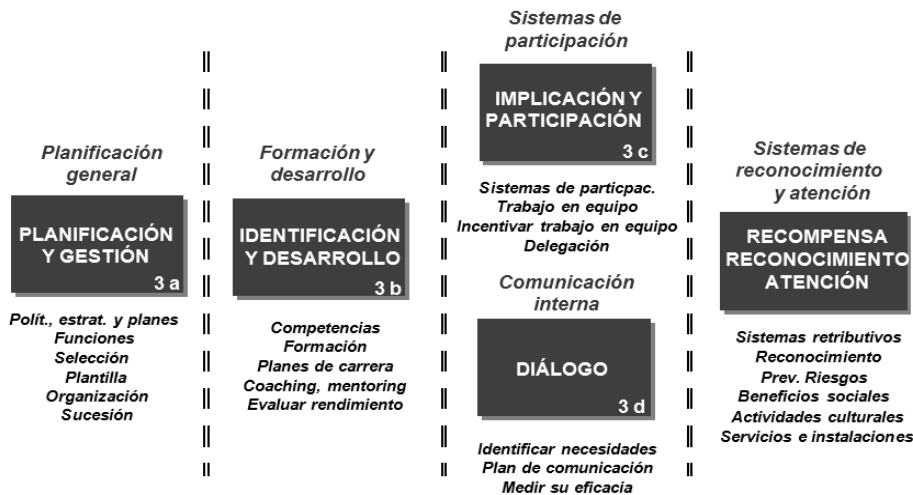 Planificación
general
PLANIFICACIÓN
Y GESTIÓN
3 a
Polít., estrat. y planes
Funciones
Selección
Plantilla
Organización
Sucesión
Formación y
desarrollo
IDENTIFICACIÓN
Y DESARROLLO
3 b
Competencias
Formación
Planes de carrera
Coaching, mentoring
Evaluar rendimiento
Sistemas de
participación
IMPLICACIÓN Y
PARTICIPACIÓN
3 c
Sistemas de particpac.
Trabajo en equipo
Incentivar trabajo en equipo
Delegación
Comunicación
interna
DIÁLOGO
3 d
Identificar necesidades
Plan de comunicación
Medir su eficacia
Sistemas de
reconocimiento
y atención
RECOMPENSA
RECONOCIMIENTO
ATENCIÓN
Sistemas retributivos
Reconocimiento
Prev. Riesgos
Beneficios sociales
Actividades culturales
Servicios e instalaciones